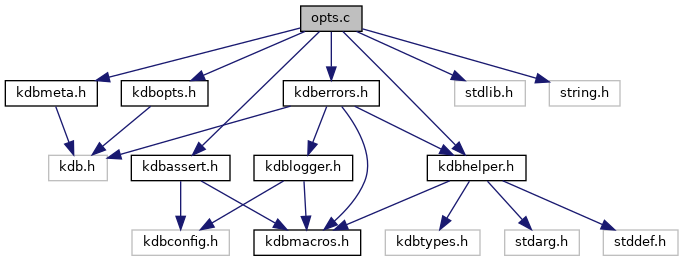 opts.c
kdbmeta.h
kdbopts.h
kdberrors.h
stdlib.h
string.h
kdb.h
kdbassert.h
kdblogger.h
kdbhelper.h
kdbconfig.h
kdbmacros.h
kdbtypes.h
stdarg.h
stddef.h